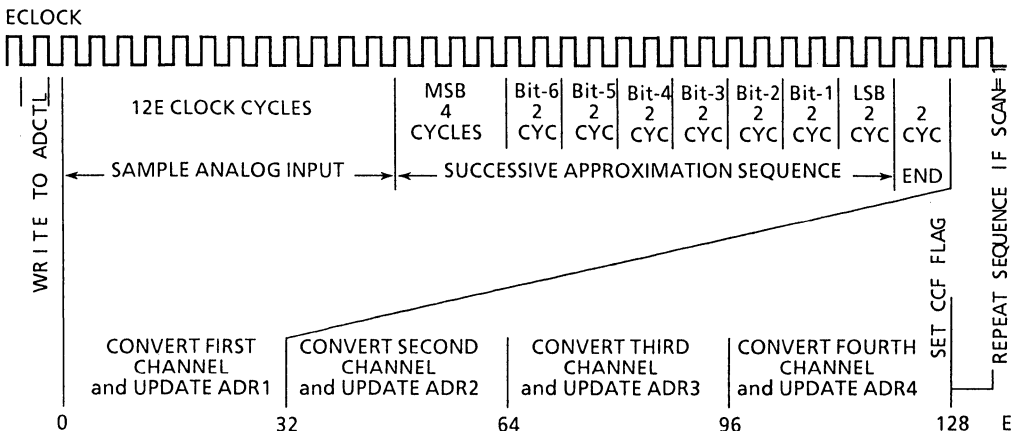 ECLOCK
WRITE TO ADCTL
12E CLOCK CYCLES
MSB
4
CYCLES
Bit-6
2
CYC
Bit-5
2
CYC
Bit-4
2
CYC
Bit-3
2
CYC
Bit-2
2
CYC
Bit-1
2
CYC
LSB
2
CYC
2
CYC
SAMPLE ANALOG INPUT
SUCCESSIVE APPROXIMATION SEQUENCE
END
SET CCF FLAG
REPEAT SEQUENCE IF SCAN=1
CONVERT FIRST
CHANNEL
and UPDATE ADR1
CONVERT SECOND
CHANNEL
and UPDATE ADR2
CONVERT THIRD
CHANNEL
and UPDATE ADR3
CONVERT FOURTH
CHANNEL
and UPDATE ADR4
0 32 64 96 128 E